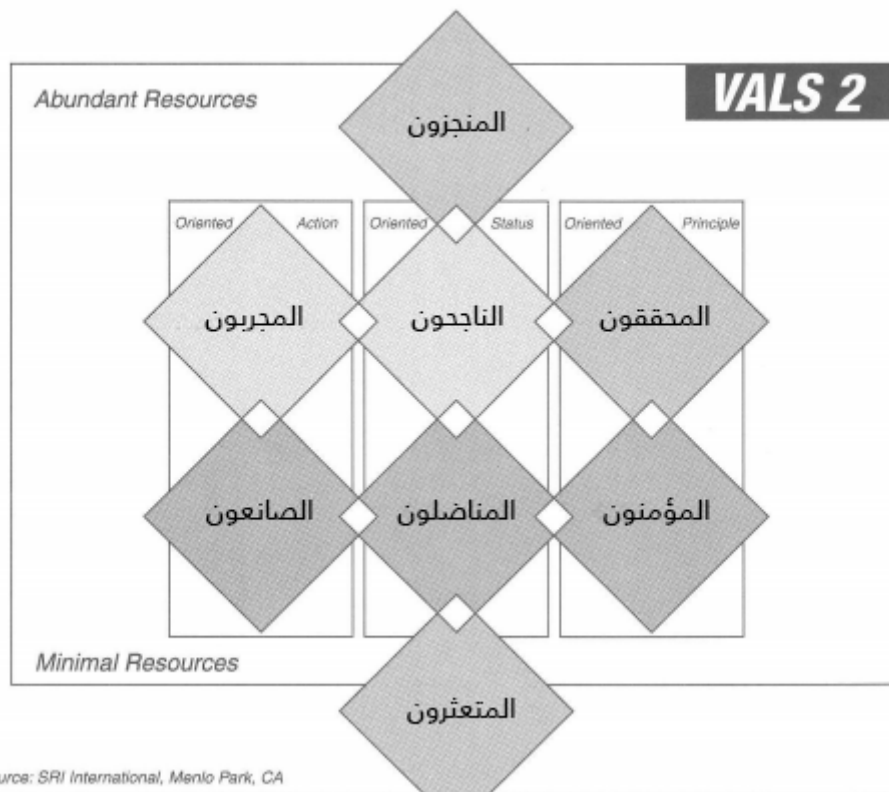 Abundant Resources
VALS 2
المنجزون
Oriented Action
Oriented Status
Oriented Principle
المجربون
الناجحون
المحققون
الصانعون
المناضلون
المؤمنون
Minimal Resources
المتعثرون
urce: SRI International, Menlo Park, CA